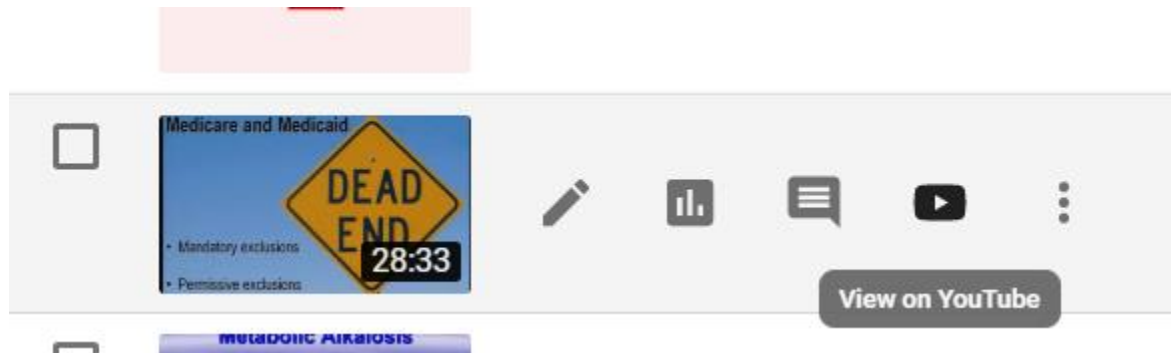 Medicare and Medicaid
DEAD
END
• Mandatory exclusions
28:33
• Permissive exclusions
View on YouTube
Metabolic Alkalosis